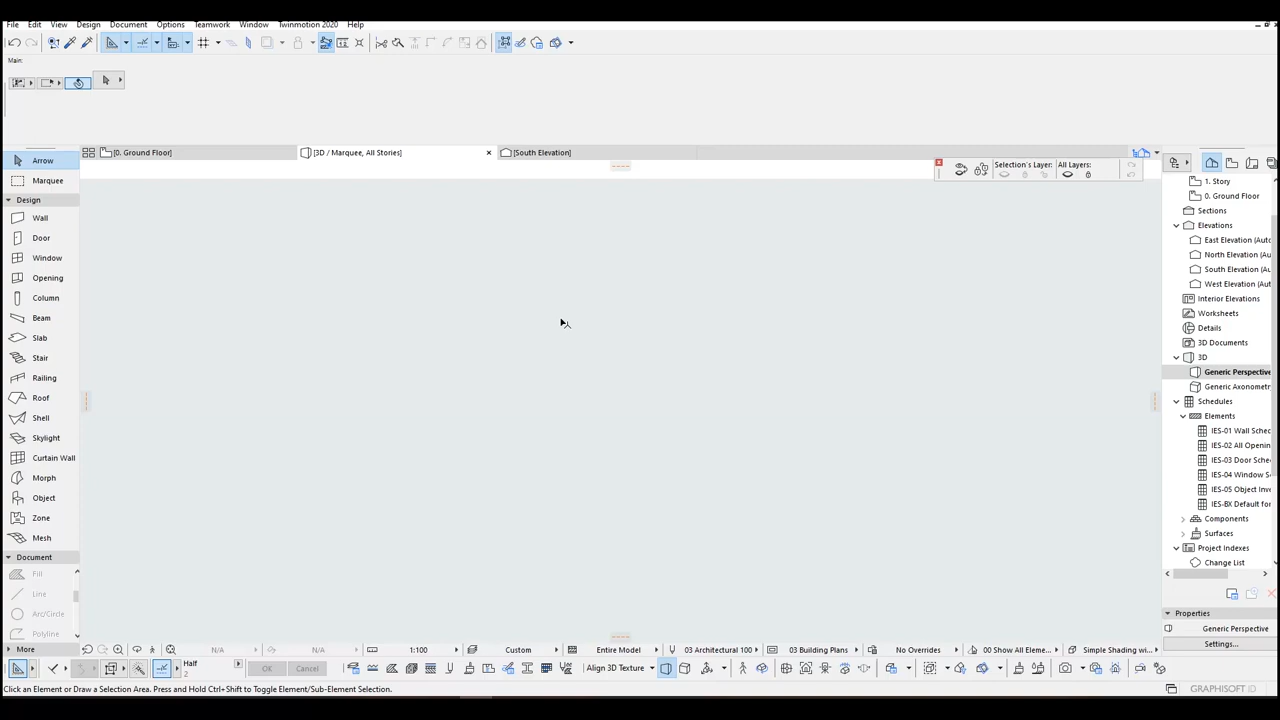 File Edit View Design Document Options Teamwork Window Twinmotion 2020 Help
Main:
[0. Ground Floor]
[3D / Marquee, All Stories]
[South Elevation]
Arrow
Marquee
Design
Wall
Door
Window
Opening
Column
Beam
Slab
Stair
Railing
Roof
Shell
Skylight
Curtain Wall
Morph
Object
Zone
Mesh
Document
Fill
Line
Arc/Circle
Polyline
More
Selection's Layer: All Layers:
1. Story
0. Ground Floor
Sections
Elevations
East Elevation (Aut
North Elevation (Au
South Elevation (Au
West Elevation (Aut
Interior Elevations
Worksheets
Details
3D Documents
3D
Generic Perspective
Generic Axonometr
Schedules
Elements
IES-01 Wall Sched
IES-02 All Openin
IES-03 Door Sche
IES-04 Window S
IES-05 Object Inve
IES-BX Default for
Components
Surfaces
Project Indexes
Change List
Properties
Generic Perspective
Settings...
N/A N/A 1:100 Custom Entire Model 03 Architectural 100 03 Building Plans No Overrides 00 Show All Eleme... Simple Shading wi...
Half
2
OK Cancel
Align 3D Texture
Click an Element or Draw a Selection Area. Press and Hold Ctrl+Shift to Toggle Element/Sub-Element Selection.
GRAPHISOFT ID